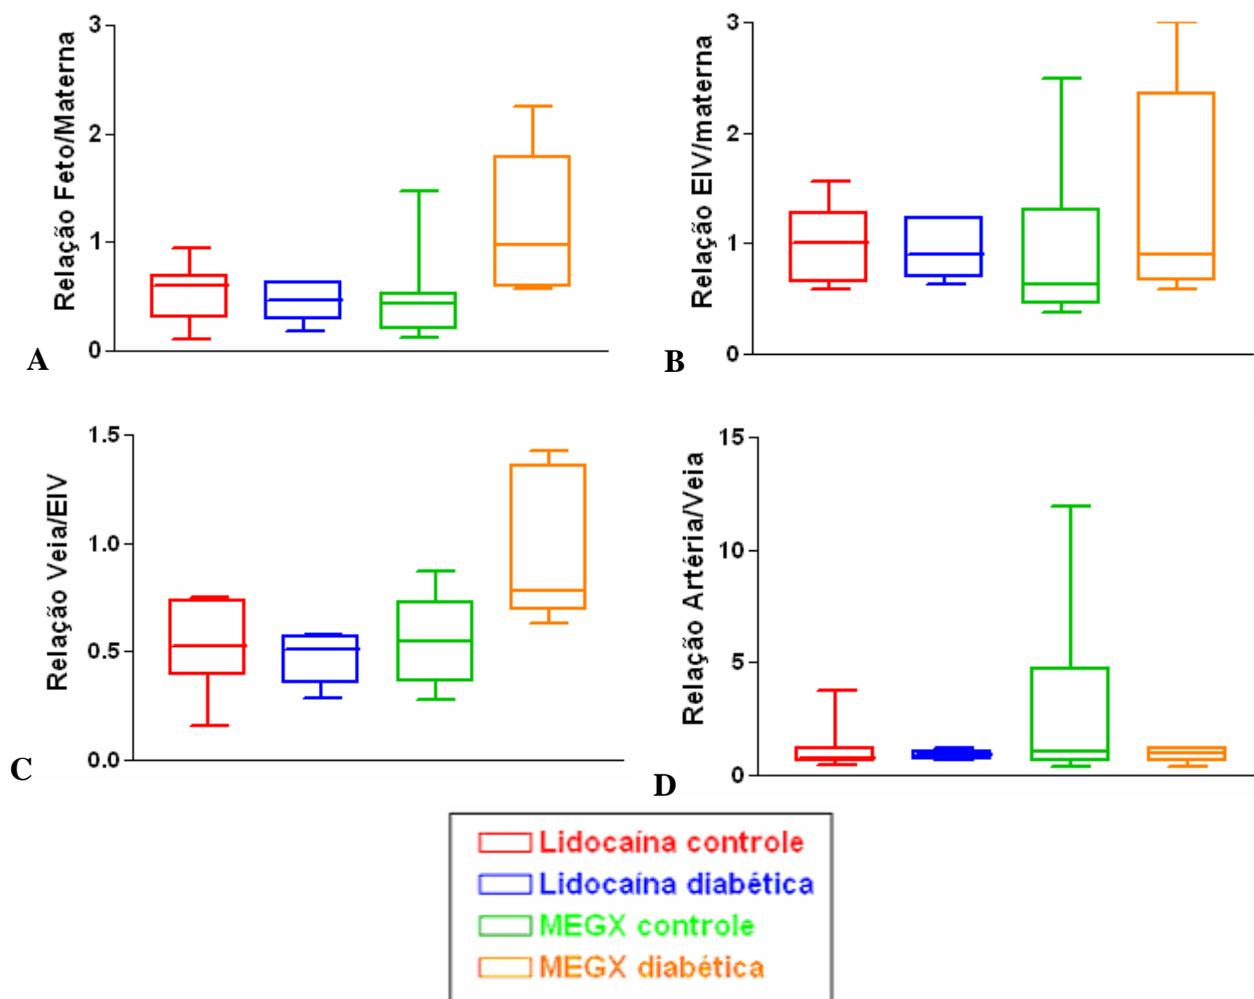 Relação Feto/Materna
3
2
1
0
A
Relação EIV/materna
3
2
1
0
B
Relação Veia/EIV
1.5
1.0
0.5
0.0
C
Relação Artéria/Veia
15
10
5
0
D
Lidocaína controle
Lidocaína diabética
MEGX controle
MEGX diabética